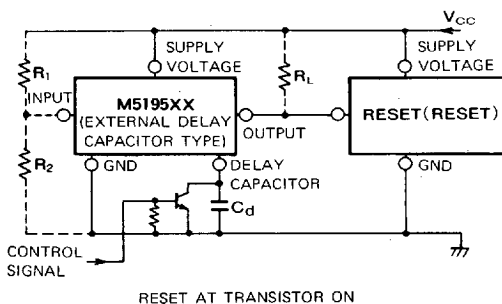 Vcc
SUPPLY
VOLTAGE
SUPPLY
VOLTAGE
R1
RL
INPUT
M5195XX
(EXTERNAL DELAY
CAPACITOR TYPE)
OUTPUT
RESET(RESET)
R2
GND
DELAY
CAPACITOR
GND
Cd
CONTROL
SIGNAL
RESET AT TRANSISTOR ON